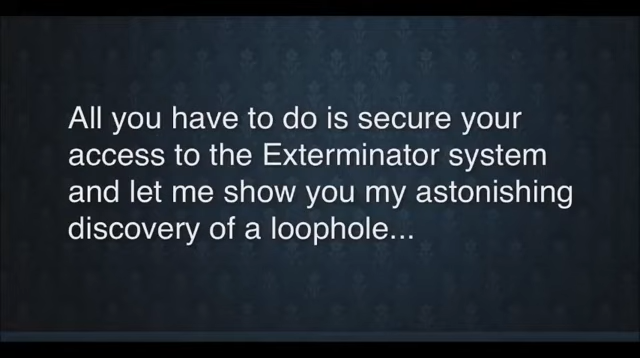 All you have to do is secure your
access to the Exterminator system
and let me show you my astonishing
discovery of a loophole...